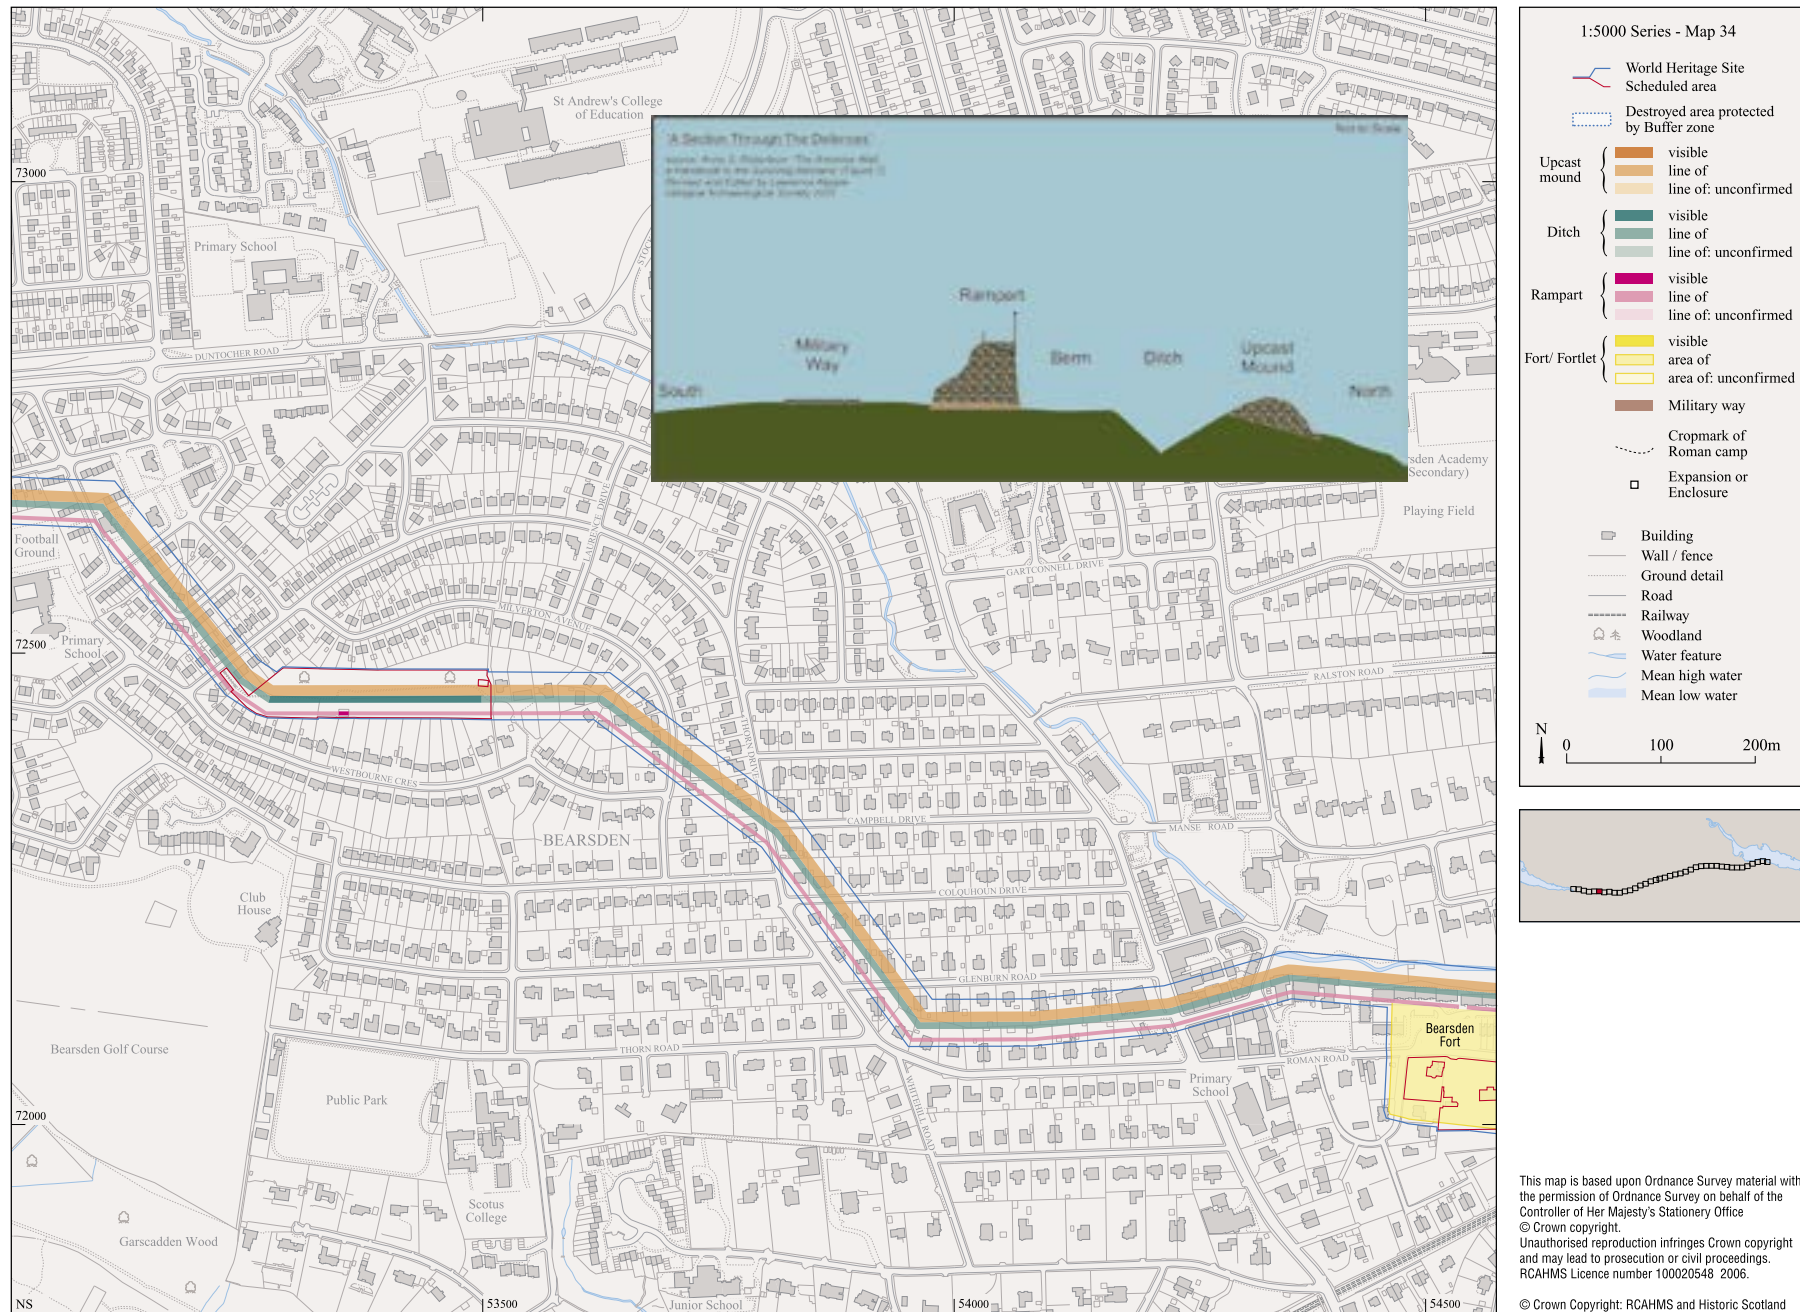 St Andrew's College
of Education
73000
Primary School
DUNTOCHER ROAD
'A Section Through The Defences'
Not to Scale
Rampart
Military
Way
Berm
Ditch
Upcast
Mound
South
North
Academy
(Secondary)
Playing Field
Football
Ground
Primary
School
72500
MILVERTON AVENUE
GARTCONNELL DRIVE
RALSTON ROAD
THORN DRIVE
WESTBOURNE CRES
CAMPBELL DRIVE
MANSE ROAD
BEARSDEN
COLQUHOUN DRIVE
Club
House
GLENBURN ROAD
Bearsden
Fort
ROMAN ROAD
THORN ROAD
Bearsden Golf Course
Public Park
WHITEHILL ROAD
Primary
School
72000
Scotus
College
Garscadden Wood
Junior School
NS
53500
54000
54500
1:5000 Series - Map 34
World Heritage Site
Scheduled area
Destroyed area protected
by Buffer zone
Upcast
mound
visible
line of
line of: unconfirmed
Ditch
visible
line of
line of: unconfirmed
Rampart
visible
line of
line of: unconfirmed
Fort/ Fortlet
visible
area of
area of: unconfirmed
Military way
Cropmark of
Roman camp
Expansion or
Enclosure
Building
Wall / fence
Ground detail
Road
Railway
Woodland
Water feature
Mean high water
Mean low water
N
0 100 200m
This map is based upon Ordnance Survey material with
the permission of Ordnance Survey on behalf of the
Controller of Her Majesty's Stationery Office
© Crown copyright.
Unauthorised reproduction infringes Crown copyright
and may lead to prosecution or civil proceedings.
RCAHMS Licence number 100020548 2006.
© Crown Copyright: RCAHMS and Historic Scotland